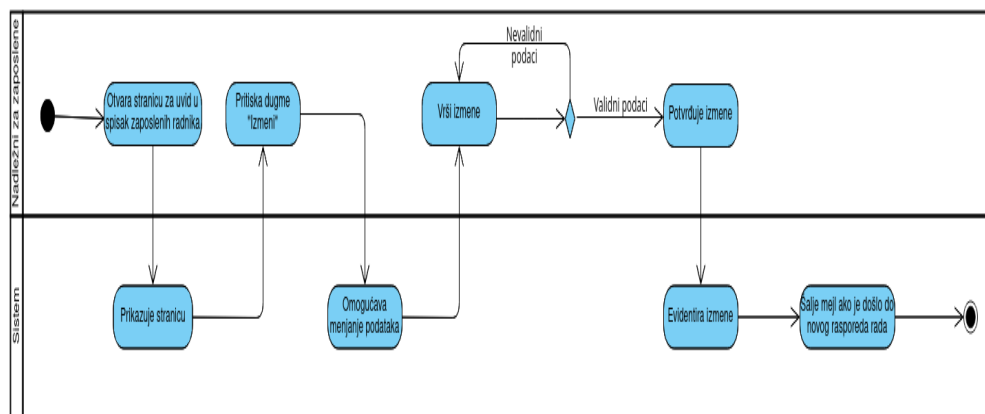 Nadležni za zaposlene
Otvara stranicu za uvid u
spisak zaposlenih radnika
Pritiska dugme
"Izmeni"
Vrši izmene
Nevalidni
podaci
Validni podaci
Potvrđuje izmene
Sistem
Prikazuje stranicu
Omogućava
menjanje podataka
Evidentira izmene
Šalje mejl ako je došlo do
novog rasporeda rada